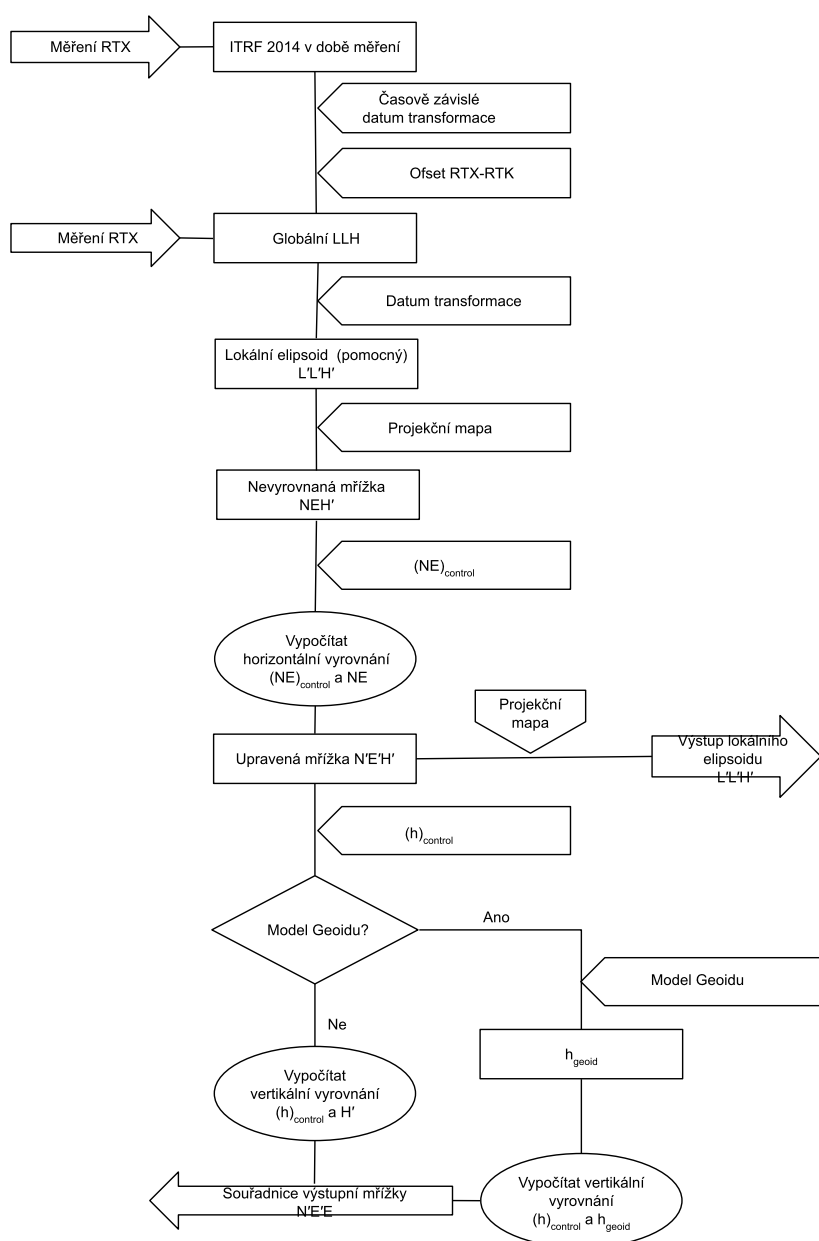 Měření RTX
ITRF 2014 v době měření
Časově závislé
datum transformace
Ofset RTX-RTK
Měření RTX
Globální LLH
Datum transformace
Lokální elipsoid (pomocný)
L′L′H′
Projekční mapa
Nevyrovnaná mřížka
NEH′
(NE)control
Vypočítat
horizontální vyrovnání
(NE)control a NE
Projekční
mapa
Upravená mřížka N′E′H′
Výstup lokálního
elipsoidu
L′L′H′
(h)control
Model Geoidu?
Ano
Model Geoidu
Ne
hgeoid
Vypočítat
vertikální vyrovnání
(h)control a H′
Souřadnice výstupní mřížky
N′E′E
Vypočítat vertikální
vyrovnání
(h)control a hgeoid